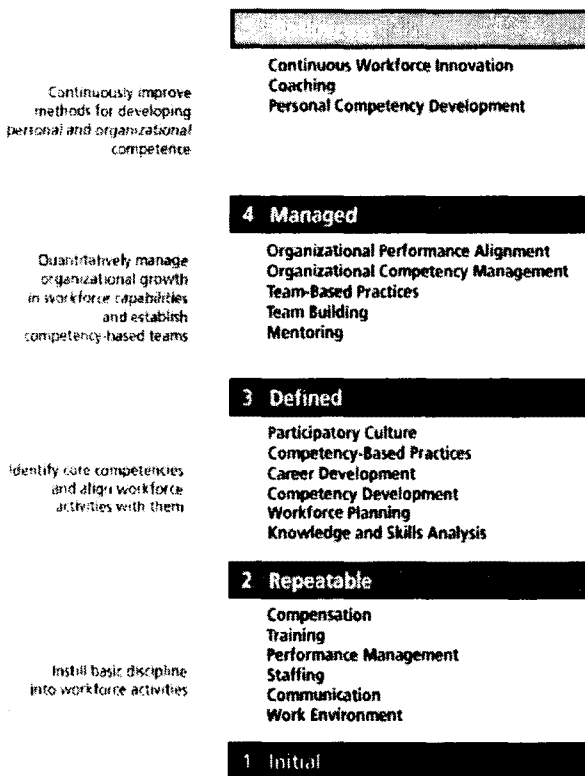 Continuous Workforce Innovation
Coaching
Personal Competency Development
Continuously improve
methods for developing
personal and organizational
competence
4 Managed
Organizational Performance Alignment
Organizational Competency Management
Team-Based Practices
Team Building
Mentoring
Quantitatively manage
organizational growth
in workforce capabilities
and establish
competency-based teams
3 Defined
Participatory Culture
Competency-Based Practices
Career Development
Competency Development
Workforce Planning
Knowledge and Skills Analysis
Identify core competencies
and align workforce
activities with them
2 Repeatable
Compensation
Training
Performance Management
Staffing
Communication
Work Environment
Instill basic discipline
into workforce activities
1 Initial